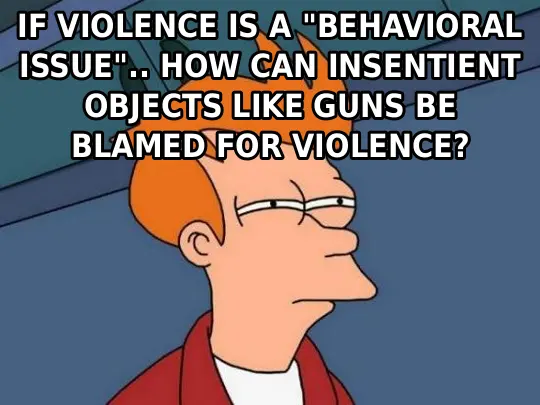 IF VIOLENCE IS A "BEHAVIORAL
ISSUE".. HOW CAN INSENTIENT
OBJECTS LIKE GUNS BE
BLAMED FOR VIOLENCE?